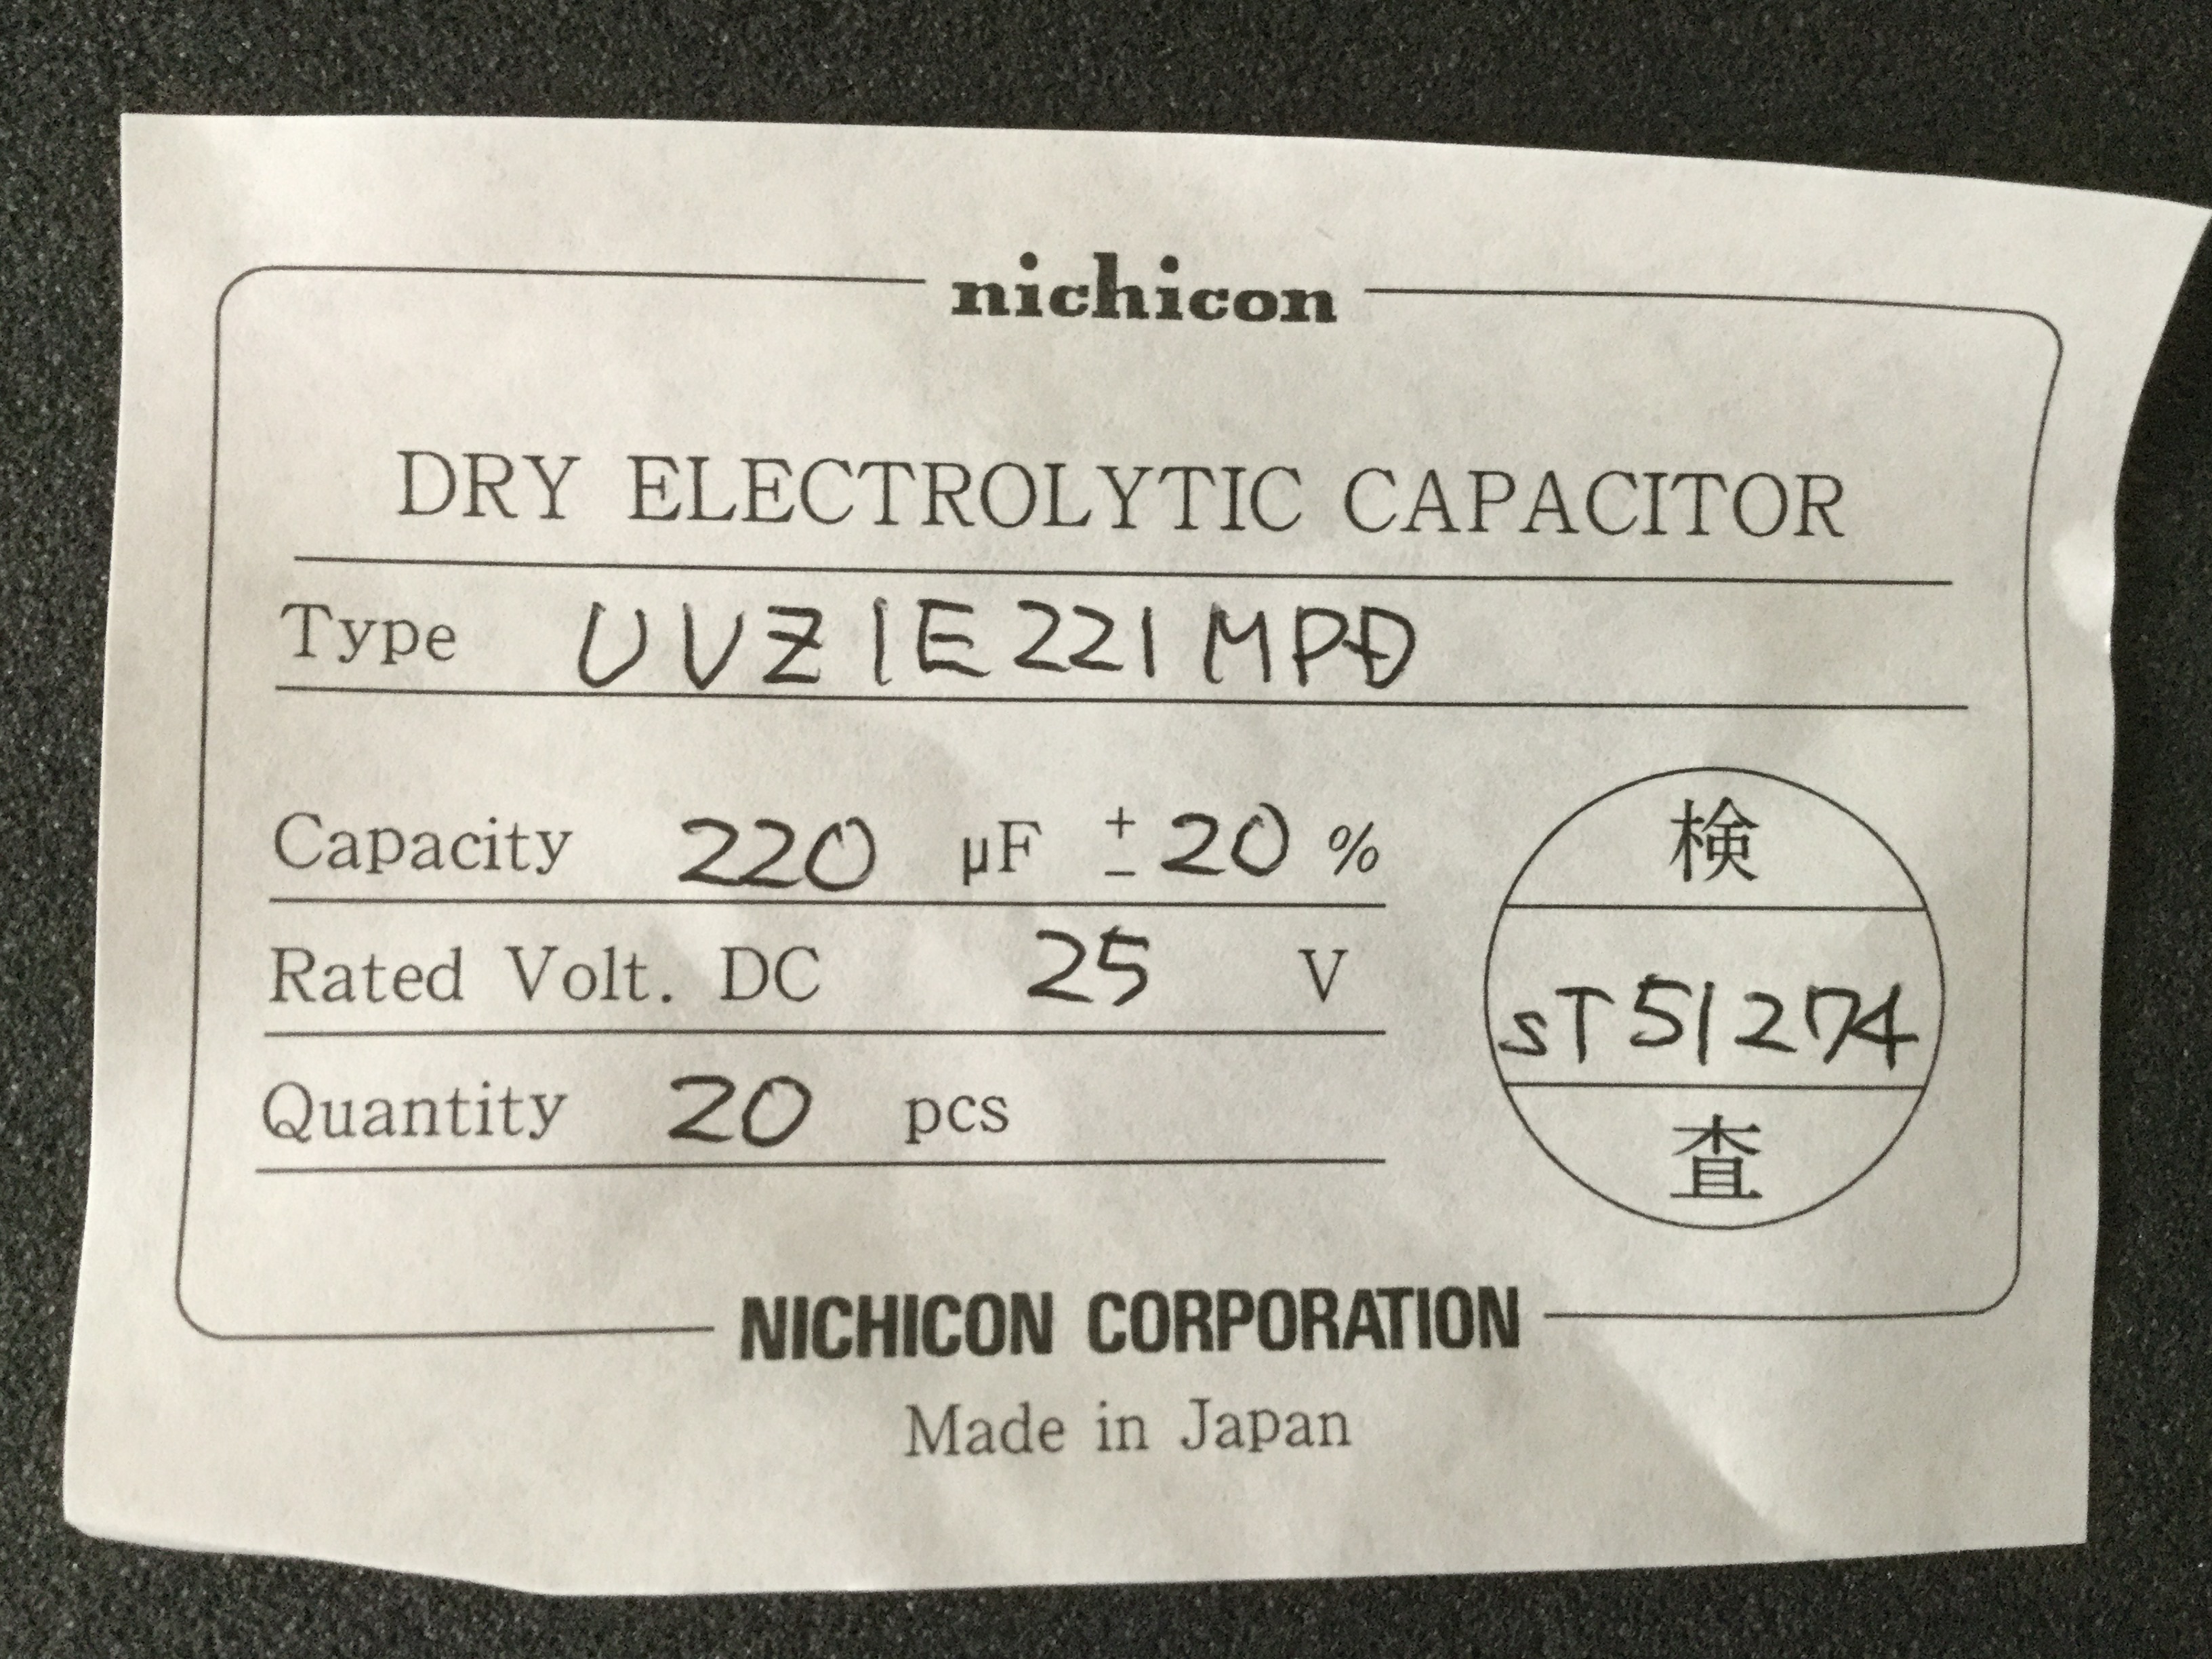 nichicon
DRY ELECTROLYTIC CAPACITOR
Type UVZ1E221MPD
Capacity 220 µF ± 20 %
Rated Volt. DC 25 V
Quantity 20 pcs
検
ST51274
査
NICHICON CORPORATION
Made in Japan